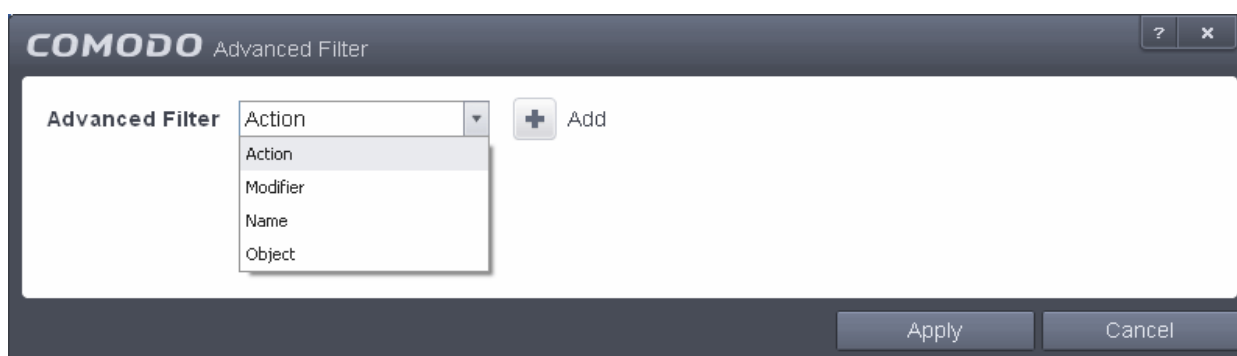 COMODO Advanced Filter ? x
Advanced Filter Action + Add
Action
Modifier
Name
Object
Apply Cancel